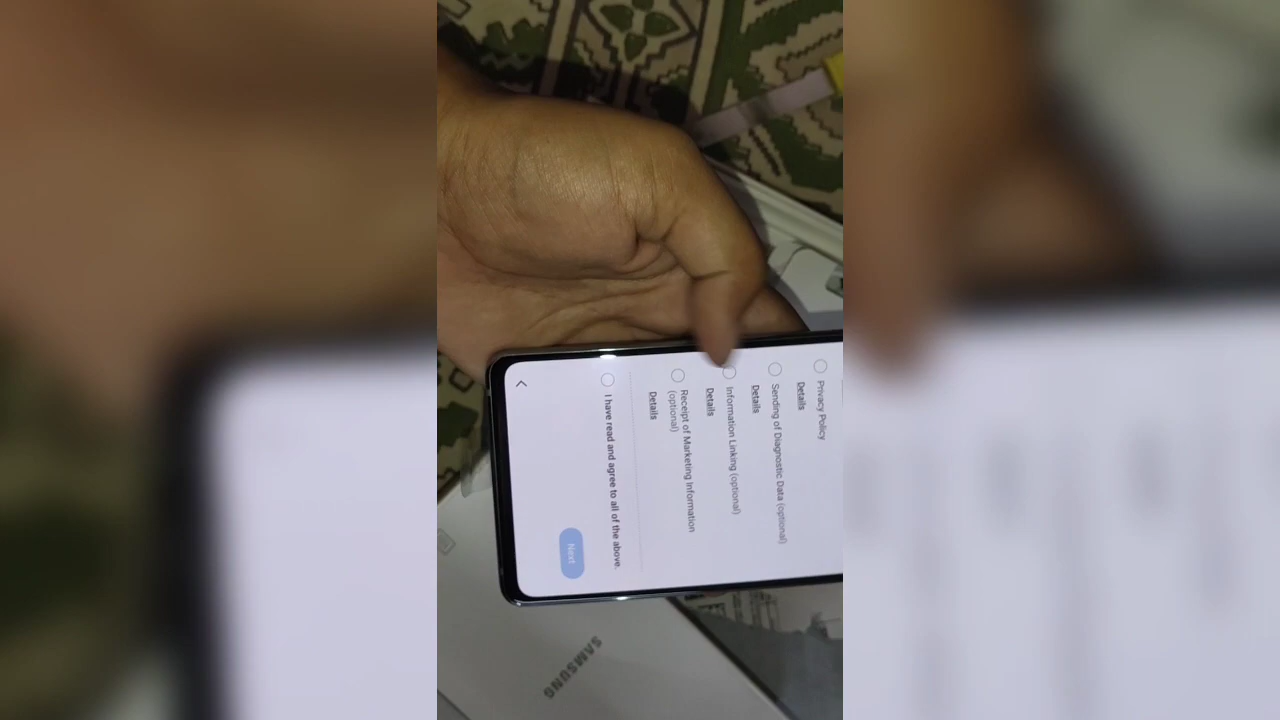 Privacy Policy
Details
Sending of Diagnostic Data (optional)
Details
Information Linking (optional)
Details
Receipt of Marketing Information
(optional)
Details
I have read and agree to all of the above.
Next
SAMSUNG